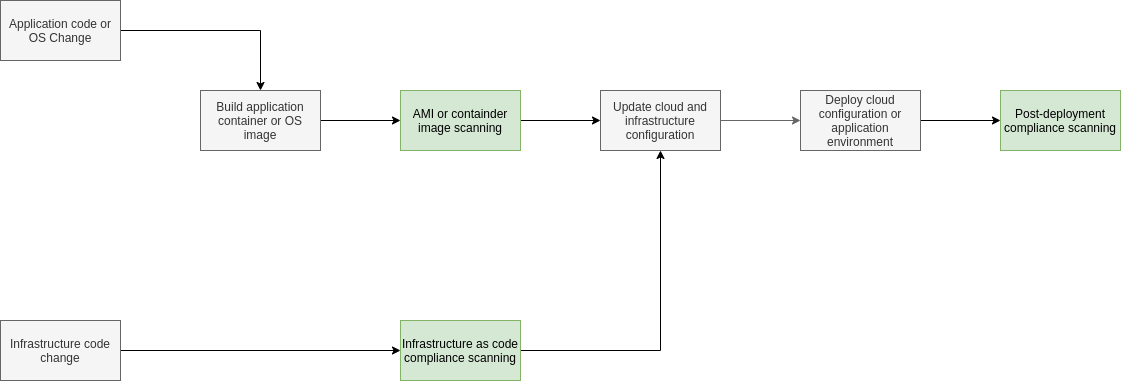 Application code or
OS Change
Build application
container or OS
image
AMI or containder
image scanning
Update cloud and
infrastructure
configuration
Deploy cloud
configuration or
application
environment
Post-deployment
compliance scanning
Infrastructure code
change
Infrastructure as code
compliance scanning